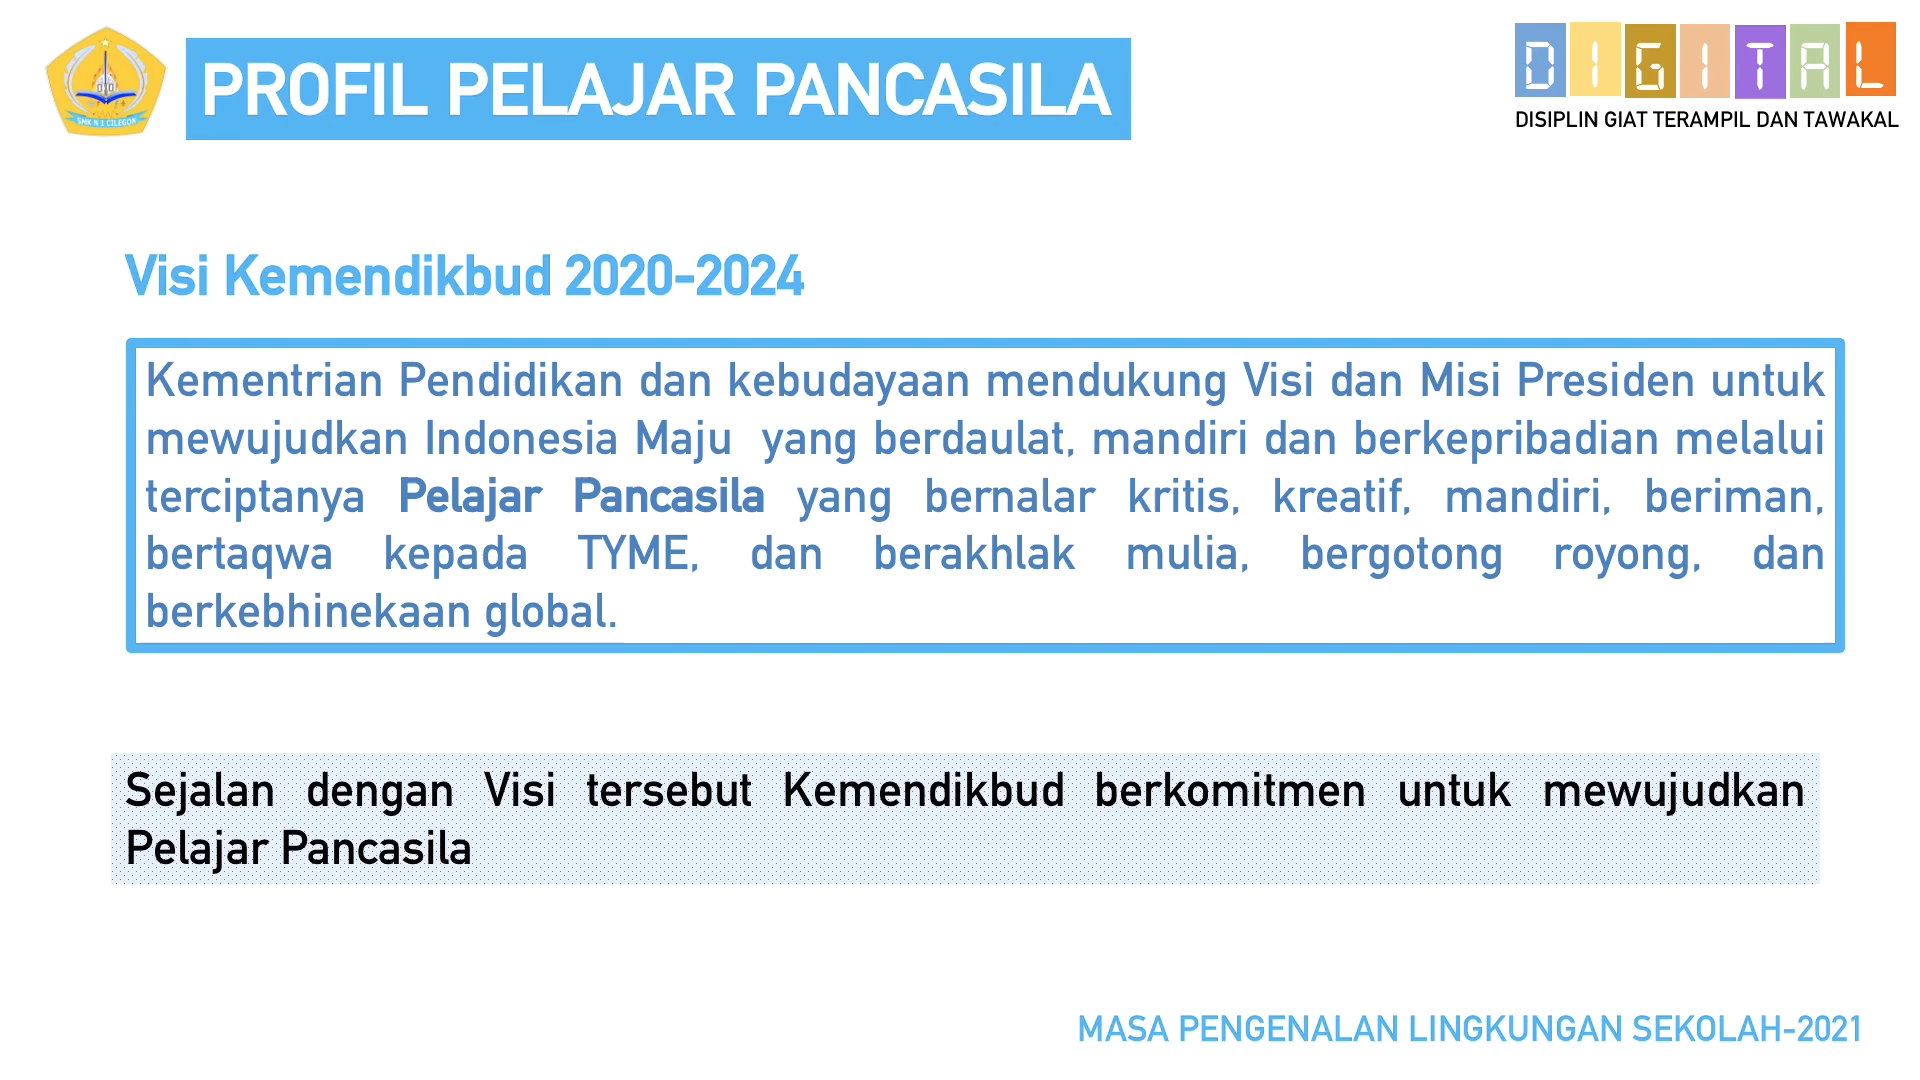 SMK N 1 CILEGON
PROFIL PELAJAR PANCASILA
DIGITAL
DISIPLIN GIAT TERAMPIL DAN TAWAKAL
Visi Kemendikbud 2020-2024
Kementrian Pendidikan dan kebudayaan mendukung Visi dan Misi Presiden untuk
mewujudkan Indonesia Maju yang berdaulat, mandiri dan berkepribadian melalui
terciptanya Pelajar Pancasila yang bernalar kritis, kreatif, mandiri, beriman,
bertaqwa kepada TYME, dan berakhlak mulia, bergotong royong, dan
berkebhinekaan global.
Sejalan dengan Visi tersebut Kemendikbud berkomitmen untuk mewujudkan
Pelajar Pancasila
MASA PENGENALAN LINGKUNGAN SEKOLAH-2021